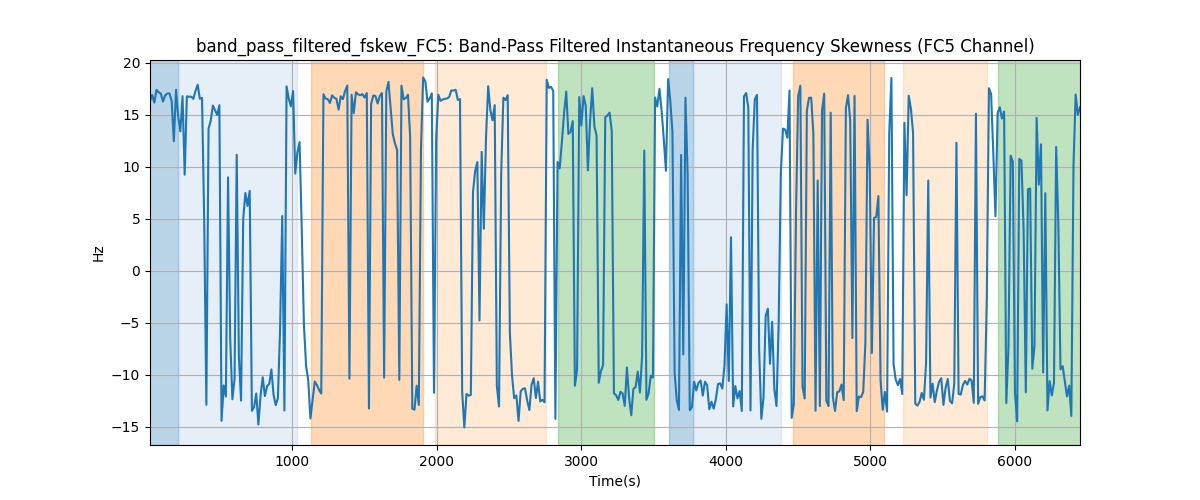 band_pass_filtered_fskew_FC5: Band-Pass Filtered Instantaneous Frequency Skewness (FC5 Channel)
20
15
10
5
0
−5
−10
−15
Hz
1000 2000 3000 4000 5000 6000
Time(s)